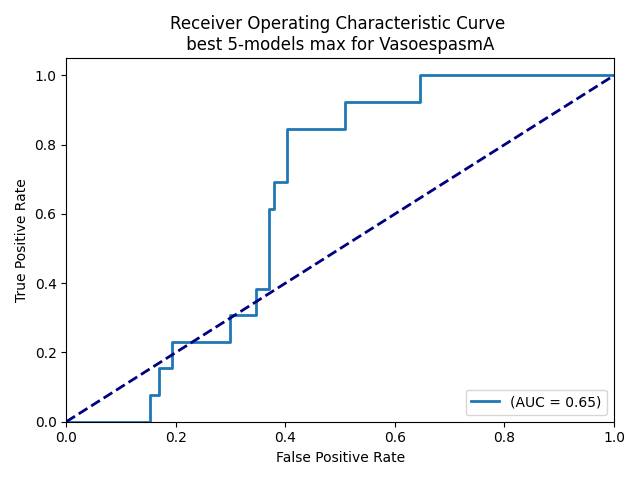 Receiver Operating Characteristic Curve
best 5-models max for VasoespasmA
True Positive Rate
1.0
0.8
0.6
0.4
0.2
0.0
(AUC = 0.65)
0.0 0.2 0.4 0.6 0.8 1.0
False Positive Rate